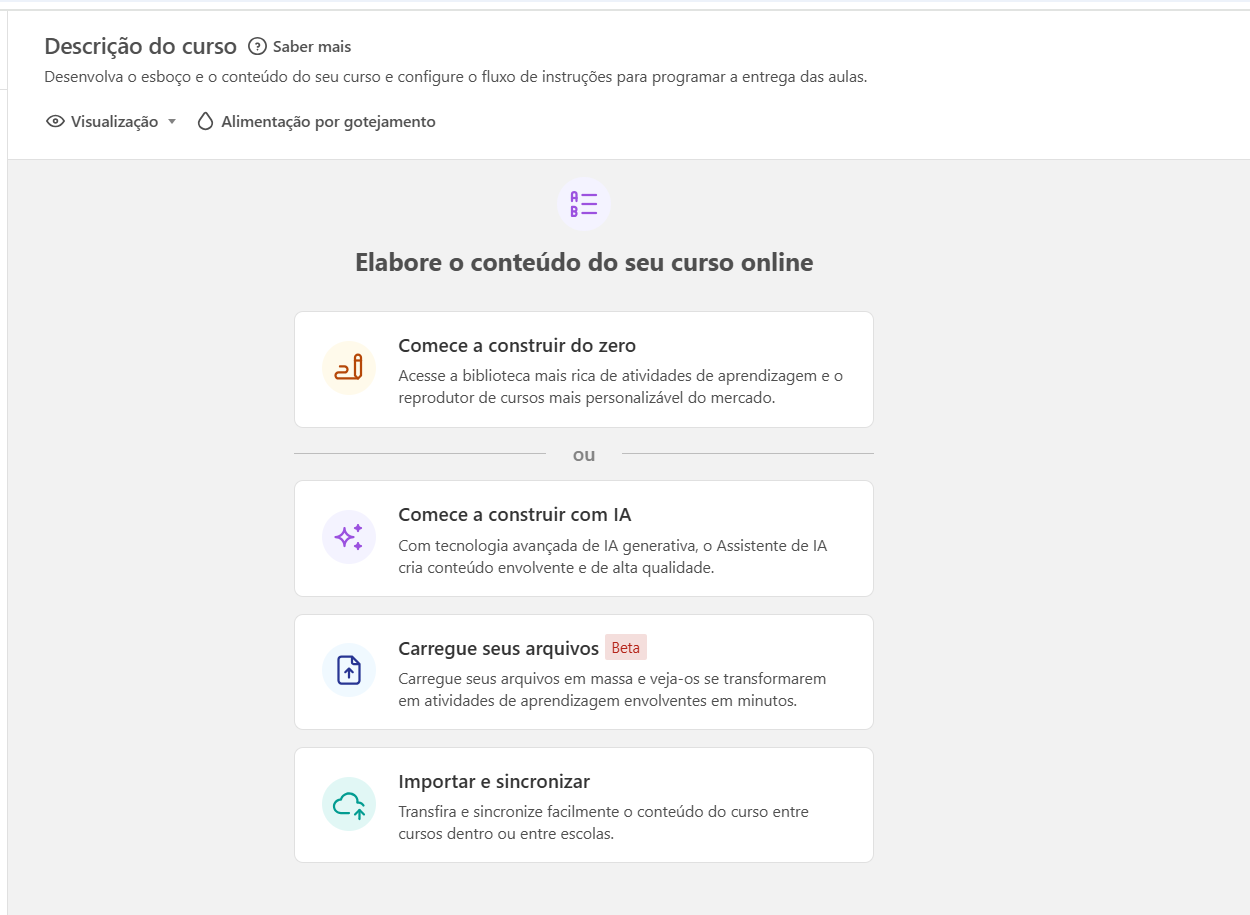 Descrição do curso
Saber mais
Desenvolva o esboço e o conteúdo do seu curso e configure o fluxo de instruções para programar a entrega das aulas.
Visualização
Alimentação por gotejamento
A
B
Elabore o conteúdo do seu curso online
Comece a construir do zero
Acesse a biblioteca mais rica de atividades de aprendizagem e o
reprodutor de cursos mais personalizável do mercado.
ou
Comece a construir com IA
Com tecnologia avançada de IA generativa, o Assistente de IA
cria conteúdo envolvente e de alta qualidade.
Carregue seus arquivos Beta
Carregue seus arquivos em massa e veja-os se transformarem
em atividades de aprendizagem envolventes em minutos.
Importar e sincronizar
Transfira e sincronize facilmente o conteúdo do curso entre
cursos dentro ou entre escolas.